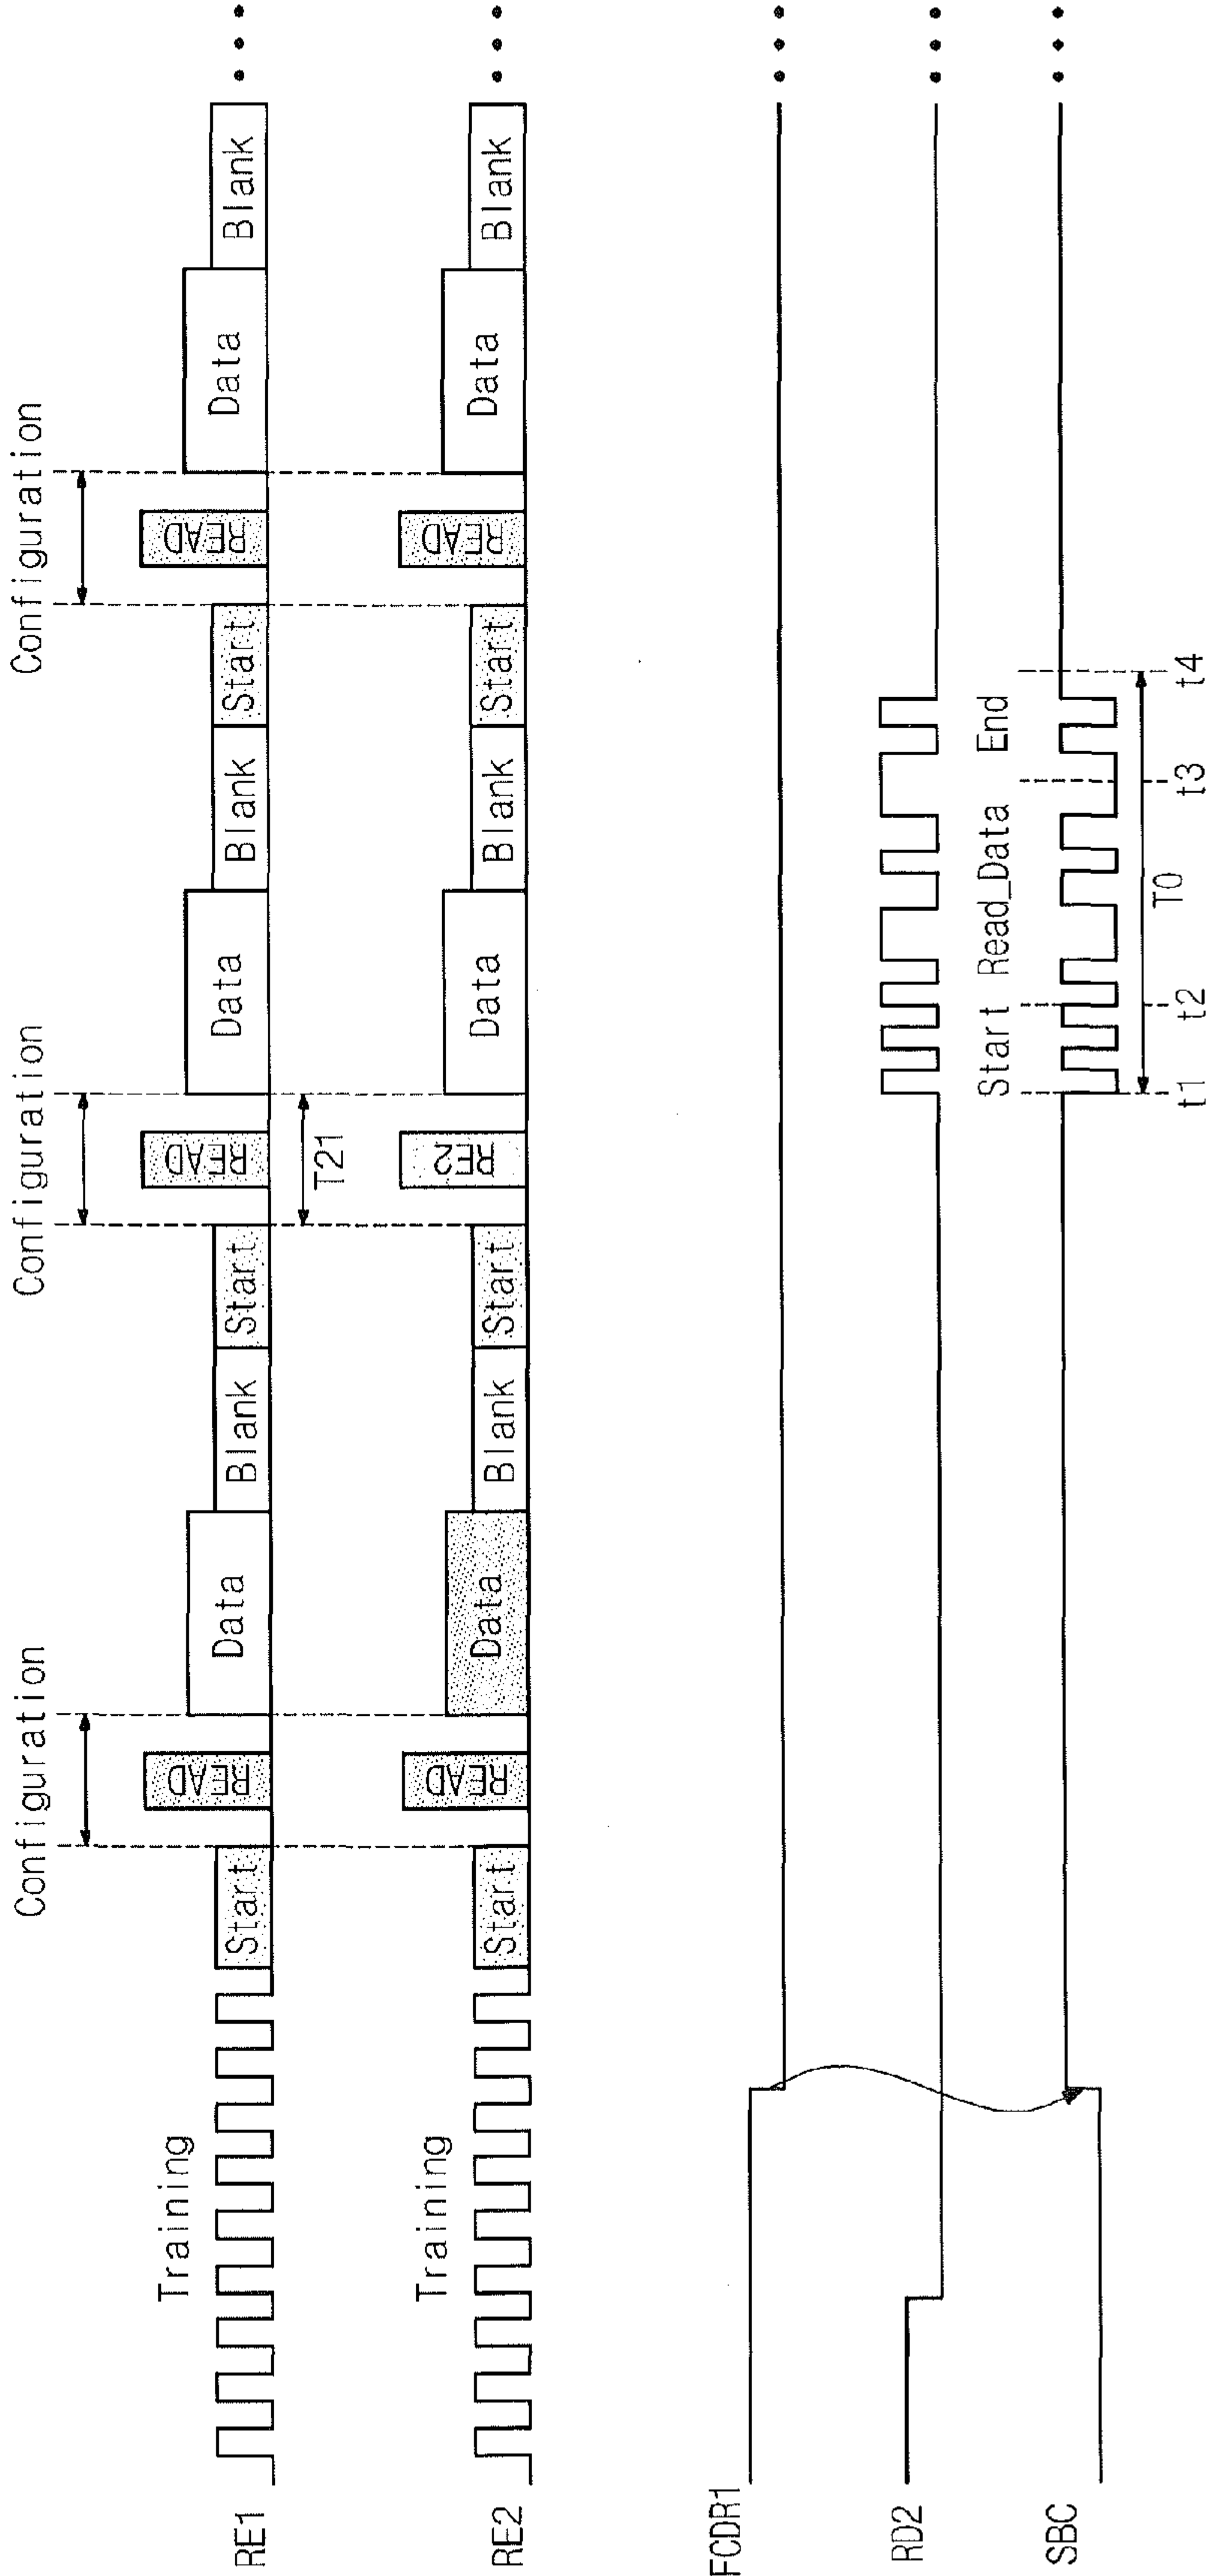 Configuration
Configuration
Configuration
Training
RE1
Start
READ
Data
Blank
Start
READ
Data
Blank
Start
READ
Data
Blank
T21
Training
RE2
Start
READ
Data
Blank
Start
RE2
Data
Blank
Start
READ
Data
Blank
FCDR1
RD2
Start
Read_Data
End
SBC
t1
t2
t3
t4
T0